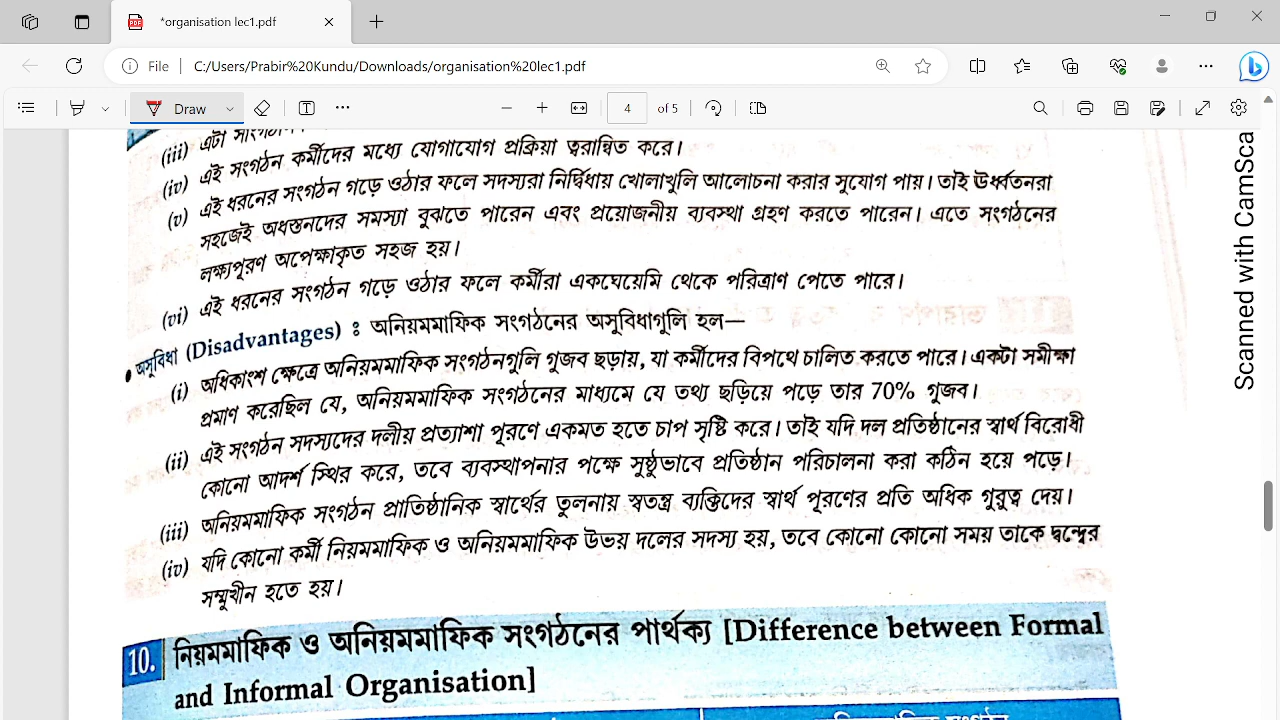 *organisation lec1.pdf
File | C:/Users/Prabir%20Kundu/Downloads/organisation%20lec1.pdf
Draw
4 of 5
(iii) এটা
(iv) এই সংগঠন কর্মীদের মধ্যে যোগাযোগ প্রক্রিয়া ত্বরান্বিত করে।
(v) এই ধরনের সংগঠন গড়ে ওঠার ফলে সদস্যরা নির্দ্বিধায় খোলাখুলি আলোচনা করার সুযোগ পায়। তাই ঊর্ধ্বতনরা
সহজেই অধস্তনদের সমস্যা বুঝতে পারেন এবং প্রয়োজনীয় ব্যবস্থা গ্রহণ করতে পারেন। এতে সংগঠনের
লক্ষ্যপূরণ অপেক্ষাকৃত সহজ হয়।
(vi) এই ধরনের সংগঠন গড়ে ওঠার ফলে কর্মীরা একঘেয়েমি থেকে পরিত্রাণ পেতে পারে।
• অসুবিধা (Disadvantages) : অনিয়মমাফিক সংগঠনের অসুবিধাগুলি হল—
(i) অধিকাংশ ক্ষেত্রে অনিয়মমাফিক সংগঠনগুলি গুজব ছড়ায়, যা কর্মীদের বিপথে চালিত করতে পারে। একটা সমীক্ষা
প্রমাণ করেছিল যে, অনিয়মমাফিক সংগঠনের মাধ্যমে যে তথ্য ছড়িয়ে পড়ে তার 70% গুজব।
(ii) এই সংগঠন সদস্যদের দলীয় প্রত্যাশা পূরণে একমত হতে চাপ সৃষ্টি করে। তাই যদি দল প্রতিষ্ঠানের স্বার্থ বিরোধী
কোনো আদর্শ স্থির করে, তবে ব্যবস্থাপনার পক্ষে সুষ্ঠুভাবে প্রতিষ্ঠান পরিচালনা করা কঠিন হয়ে পড়ে।
(iii) অনিয়মমাফিক সংগঠন প্রাতিষ্ঠানিক স্বার্থের তুলনায় স্বতন্ত্র ব্যক্তিদের স্বার্থ পূরণের প্রতি অধিক গুরুত্ব দেয়।
(iv) যদি কোনো কর্মী নিয়মমাফিক ও অনিয়মমাফিক উভয় দলের সদস্য হয়, তবে কোনো কোনো সময় তাকে দ্বন্দ্বের
সম্মুখীন হতে হয়।
10. নিয়মমাফিক ও অনিয়মমাফিক সংগঠনের পার্থক্য [Difference between Formal
and Informal Organisation]
Scanned with CamSca